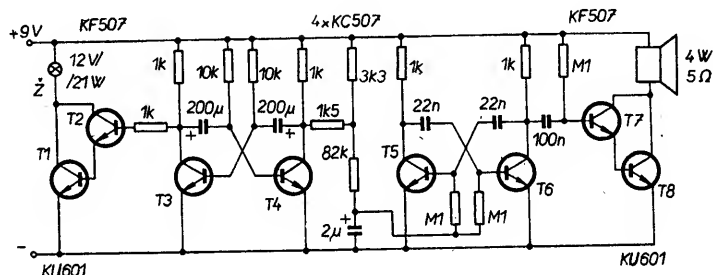 KF507 4×KC507 KF507
+9V
12V/
/21W
Ż
1k 10k 10k 1k 3k3 1k 1k M1
4W
5Ω
T2 1k 200µ 200µ 1k5 22n 22n T7
+ +
100n
T1 T3 T4 82k T5 T6 T8
+
2µ M1 M1
−
KU601 KU601